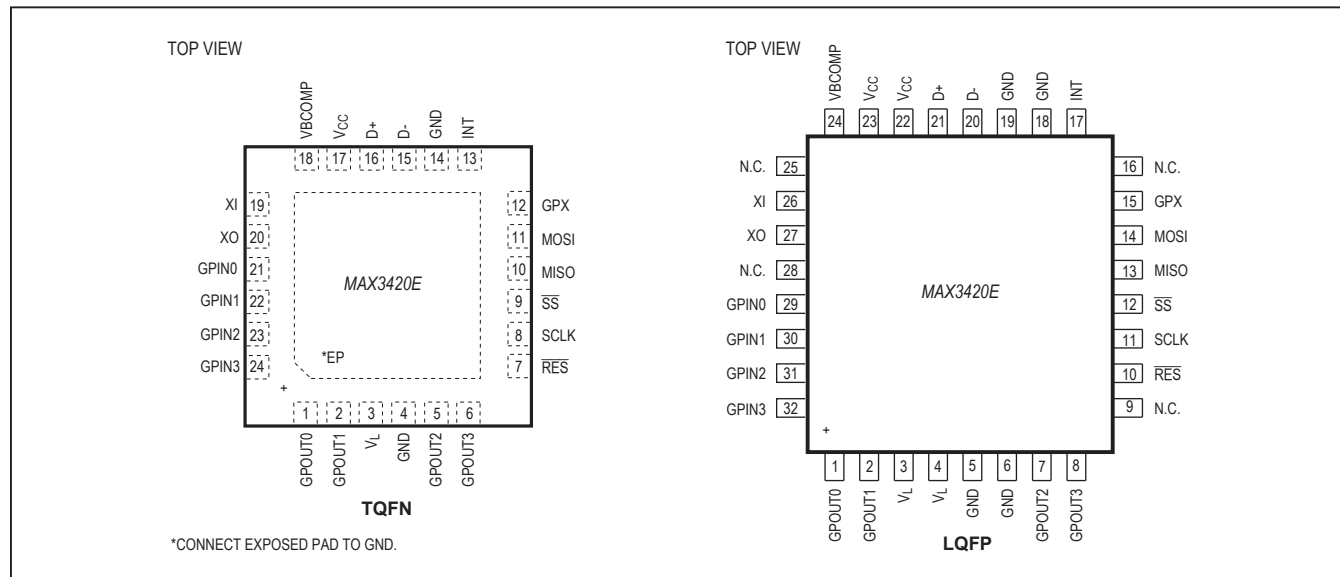 TOP VIEW
VBCOMP VCC D+ D- GND INT
18 17 16 15 14 13
XI 19
XO 20
GPIN0 21
GPIN1 22
GPIN2 23
GPIN3 24
12 GPX
11 MOSI
10 MISO
9 S̅S̅
8 SCLK
7 R̅E̅S̅
MAX3420E
*EP
+
1 2 3 4 5 6
GPOUT0 GPOUT1 VL GND GPOUT2 GPOUT3
TQFN
*CONNECT EXPOSED PAD TO GND.
TOP VIEW
VBCOMP VCC VCC D+ D- GND GND INT
24 23 22 21 20 19 18 17
N.C. 25
XI 26
XO 27
N.C. 28
GPIN0 29
GPIN1 30
GPIN2 31
GPIN3 32
16 N.C.
15 GPX
14 MOSI
13 MISO
12 S̅S̅
11 SCLK
10 R̅E̅S̅
9 N.C.
MAX3420E
+
1 2 3 4 5 6 7 8
GPOUT0 GPOUT1 VL VL GND GND GPOUT2 GPOUT3
LQFP